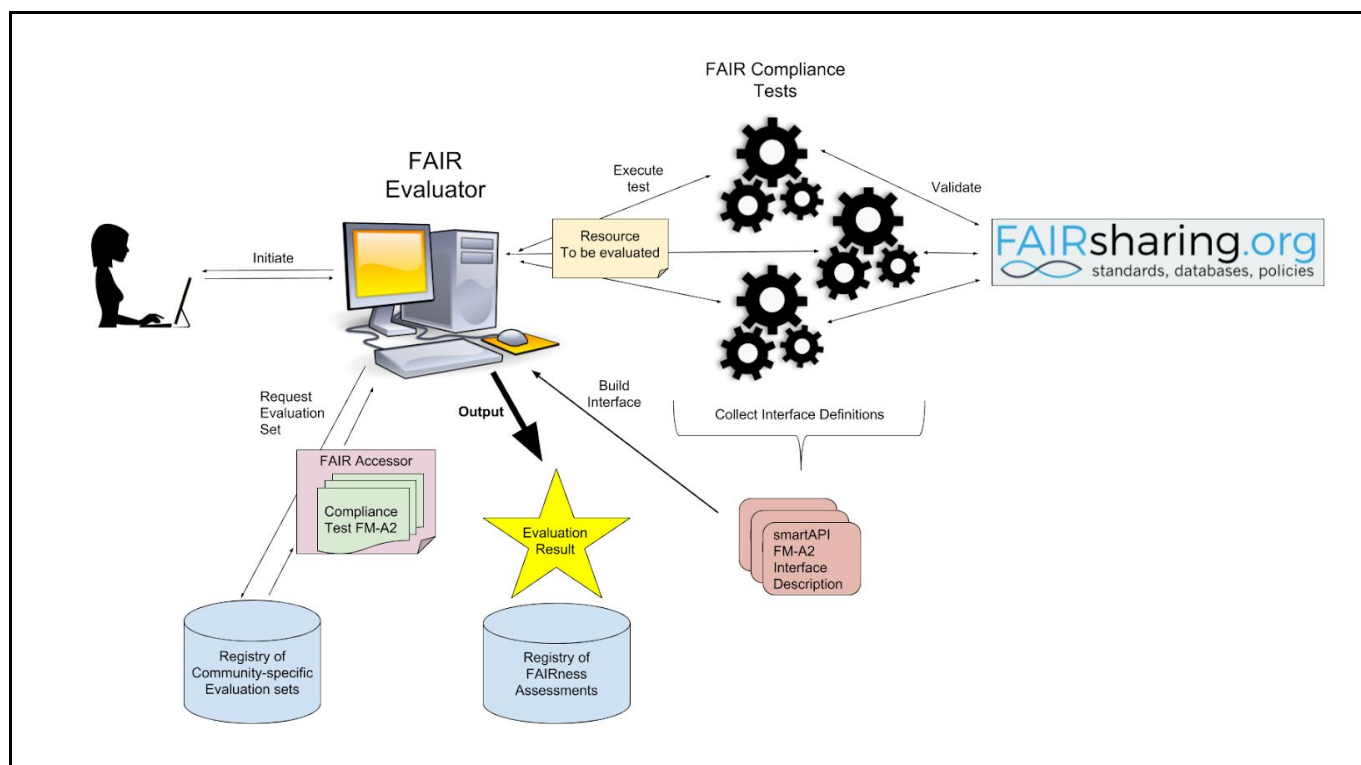 FAIR Compliance
Tests
FAIR
Evaluator
Execute
test
Validate
Resource
To be evaluated
Initiate
FAIRsharing.org
standards, databases, policies
Build
Interface
Request
Evaluation
Set
Output
Collect Interface Definitions
FAIR Accessor
Compliance
Test FM-A2
Evaluation
Result
smartAPI
FM-A2
Interface
Description
Registry of
Community-specific
Evaluation sets
Registry of
FAIRness
Assessments